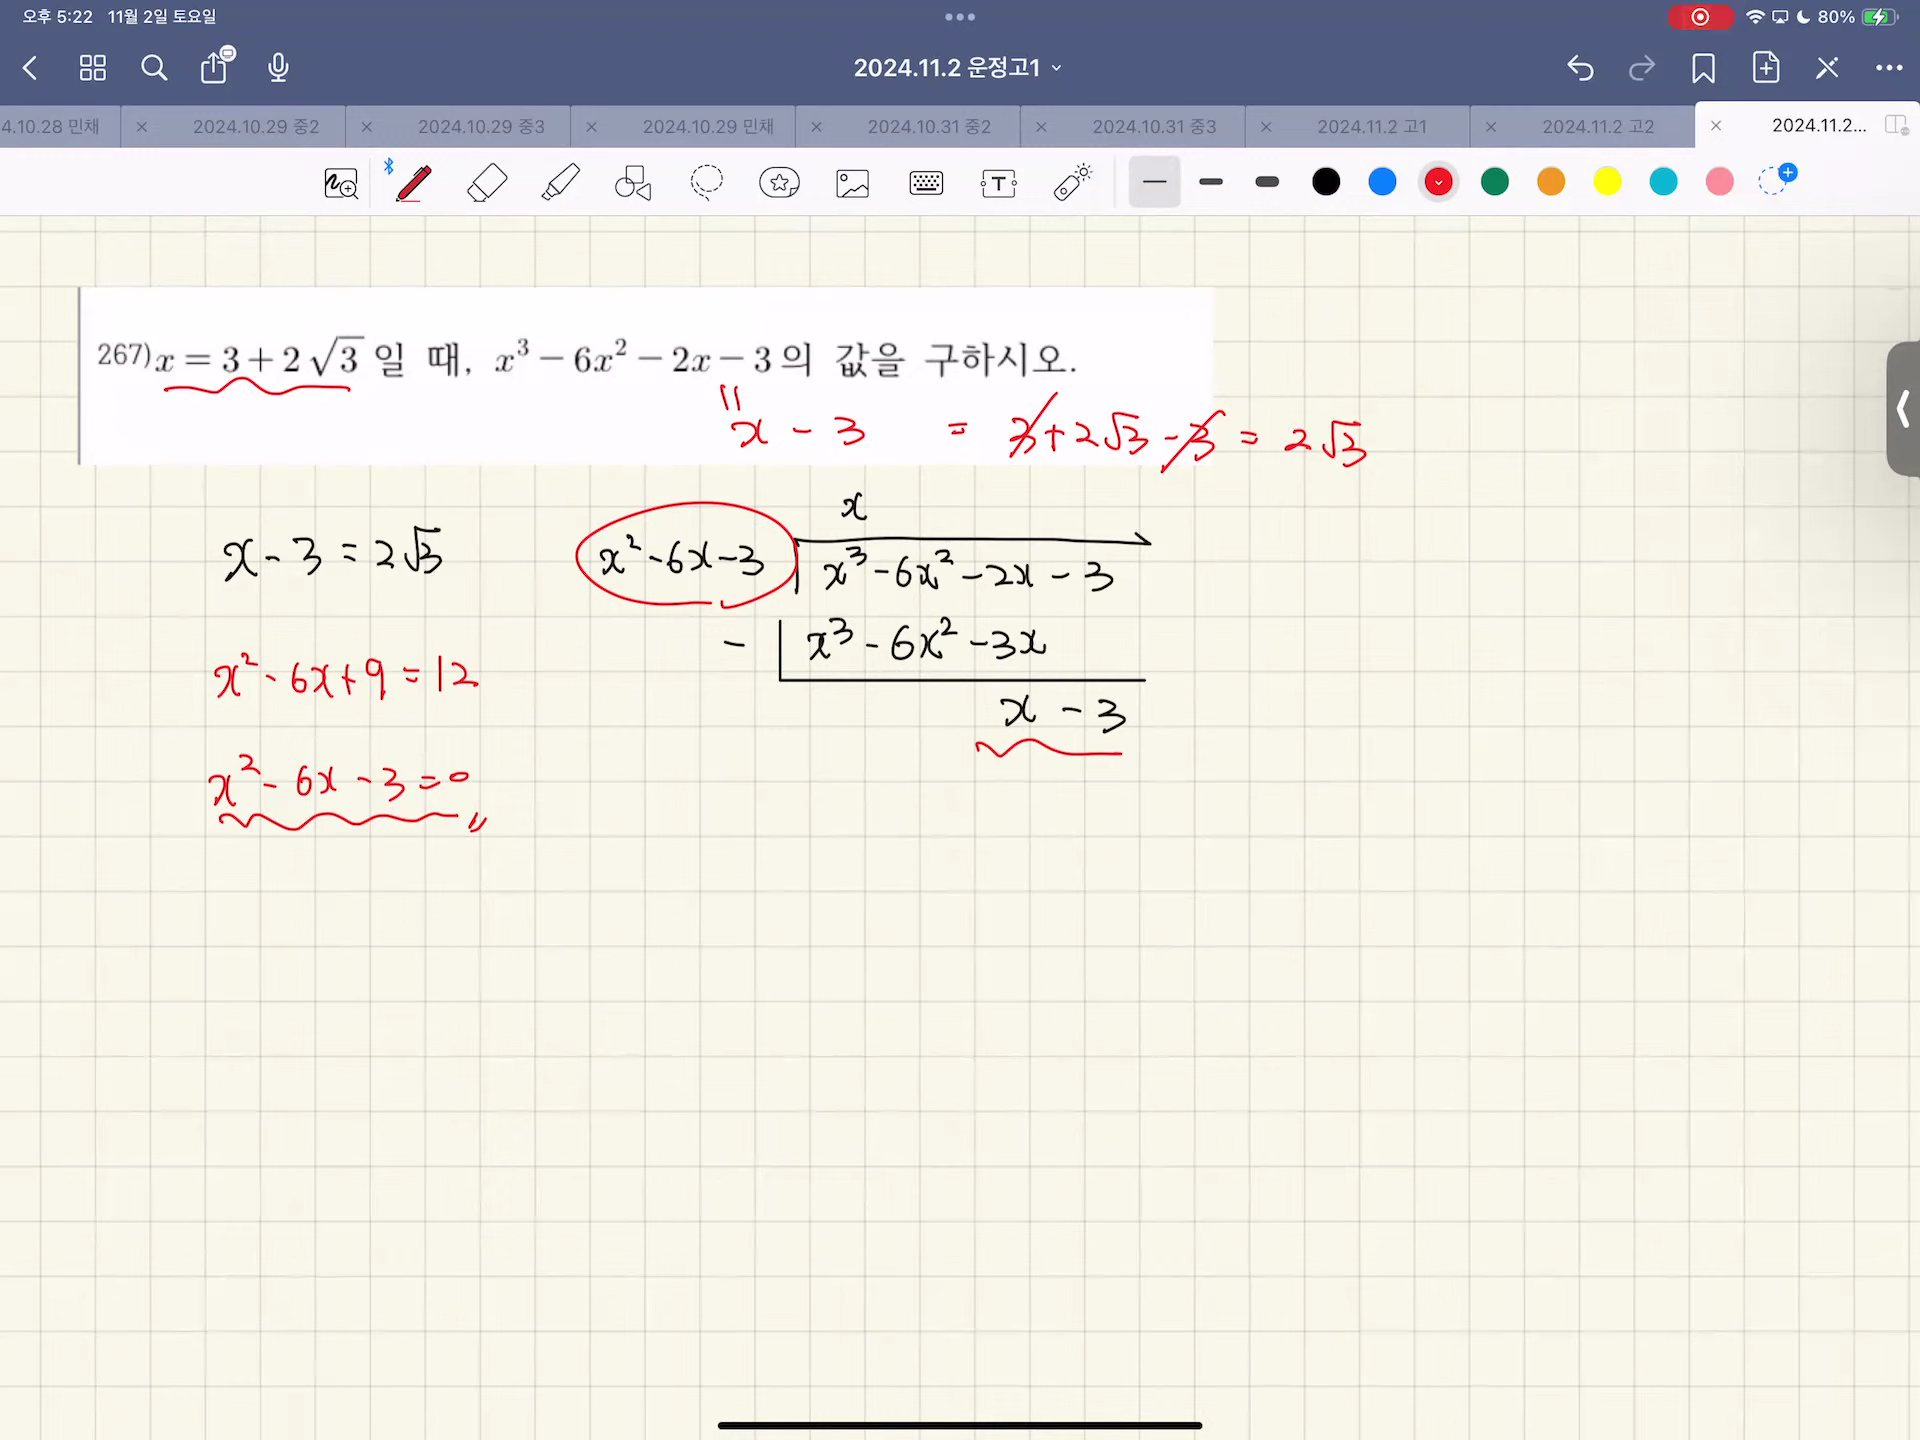 오후 5:22 11월 2일 토요일
80%
2024.11.2 운정고1
4.10.28 민채
2024.10.29 중2
2024.10.29 중3
2024.10.29 민채
2024.10.31 중2
2024.10.31 중3
2024.11.2 고1
2024.11.2 고2
2024.11.2...
267) x = 3 + 2√3 일 때, x³ − 6x² − 2x − 3의 값을 구하시오.
x - 3 = 3+2√3 - 3 = 2√3
x
x - 3 = 2√3
x² - 6x - 3
x³ - 6x² - 2x - 3
- x³ - 6x² - 3x
x² - 6x + 9 = 12
x - 3
x² - 6x - 3 = 0